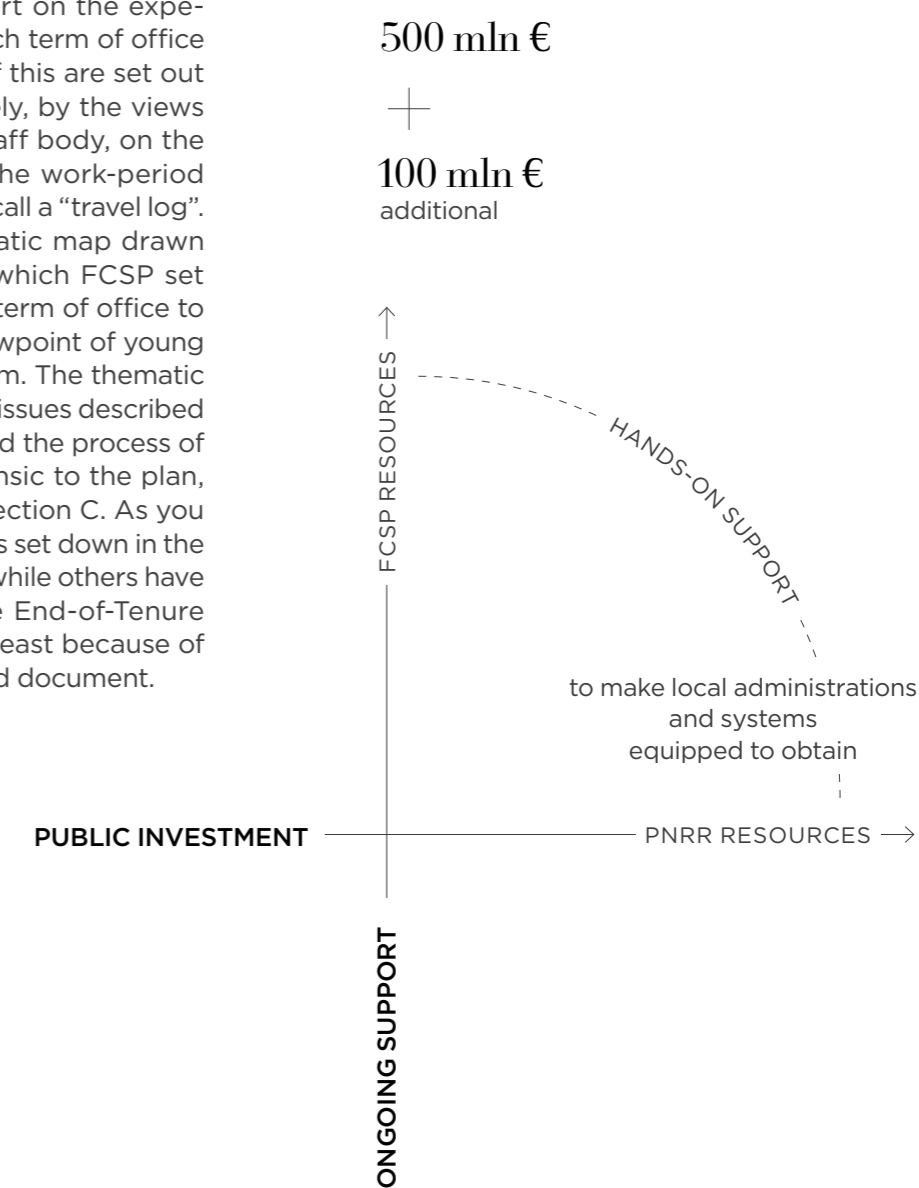 rt on the expe-
ch term of office
f this are set out
ly, by the views
aff body, on the
he work-period
call a “travel log”.
atic map drawn
which FCSP set
term of office to
wpoint of young
m. The thematic
issues described
d the process of
nsic to the plan,
ection C. As you
s set down in the
while others have
e End-of-Tenure
east because of
d document.
500 mln €
+
100 mln €
additional
FCSP RESOURCES
HANDS-ON SUPPORT
to make local administrations
and systems
equipped to obtain
PUBLIC INVESTMENT
PNRR RESOURCES
ONGOING SUPPORT